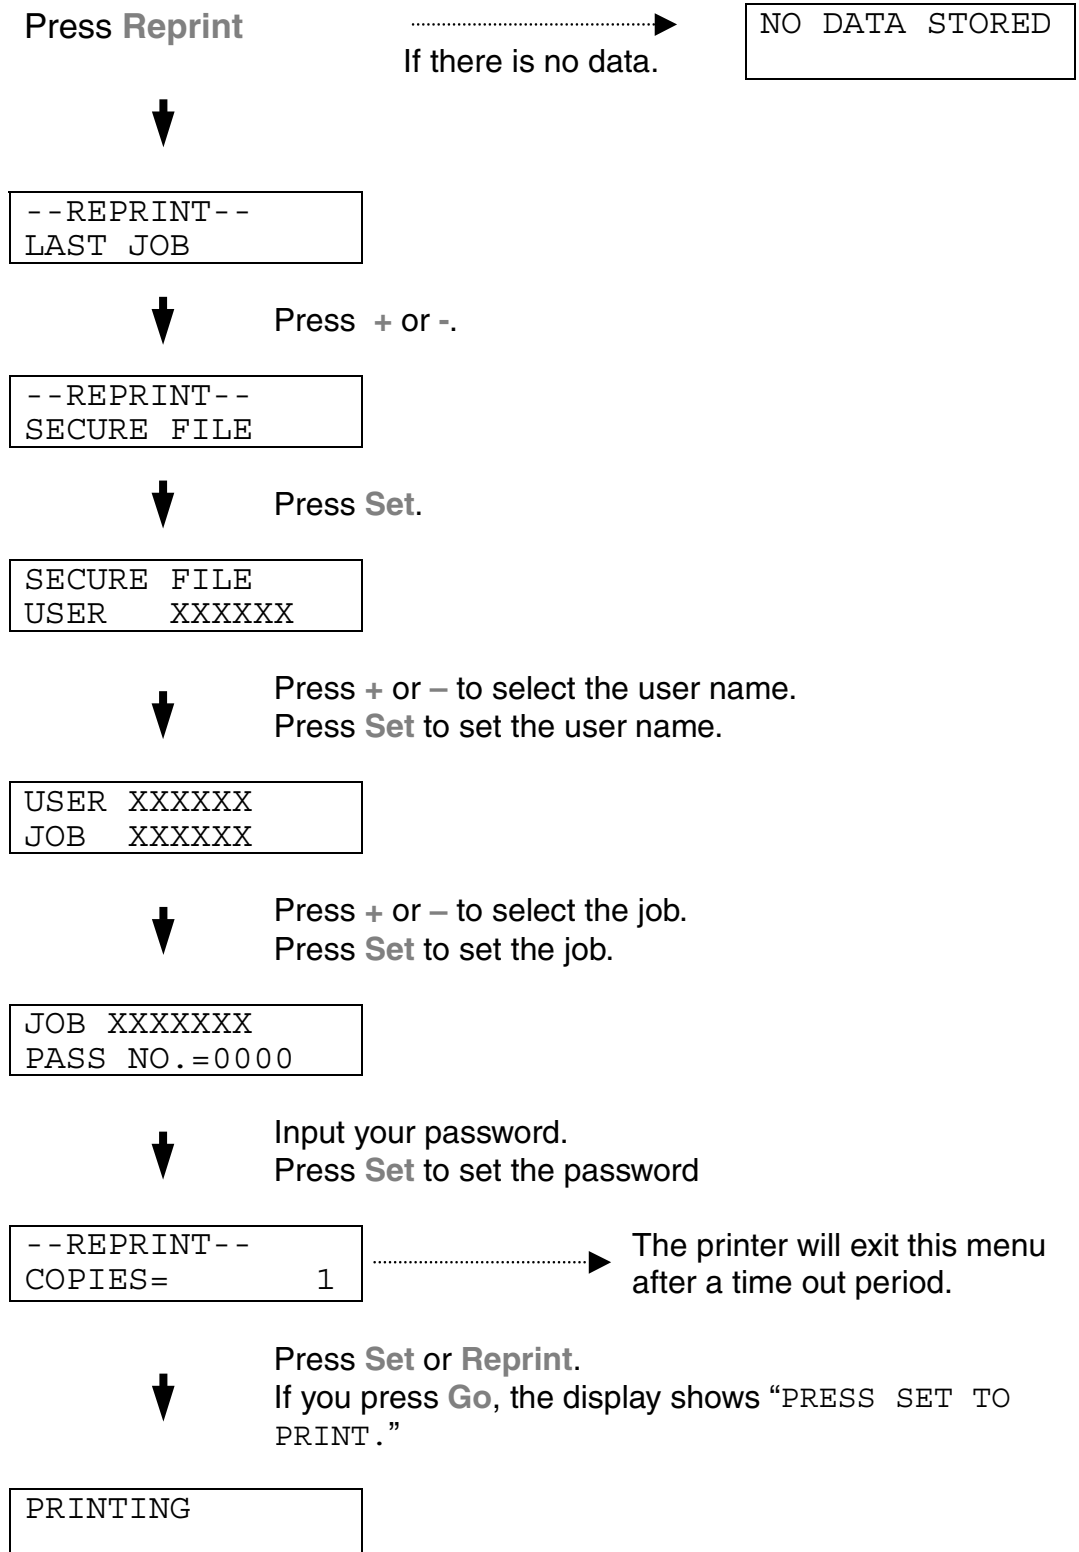 Press Reprint
If there is no data.
NO DATA STORED
--REPRINT--
LAST JOB
Press + or -.
--REPRINT--
SECURE FILE
Press Set.
SECURE FILE
USER XXXXXX
Press + or – to select the user name.
Press Set to set the user name.
USER XXXXXX
JOB XXXXXX
Press + or – to select the job.
Press Set to set the job.
JOB XXXXXXX
PASS NO.=0000
Input your password.
Press Set to set the password
--REPRINT--
COPIES= 1
The printer will exit this menu
after a time out period.
Press Set or Reprint.
If you press Go, the display shows “PRESS SET TO
PRINT.”
PRINTING